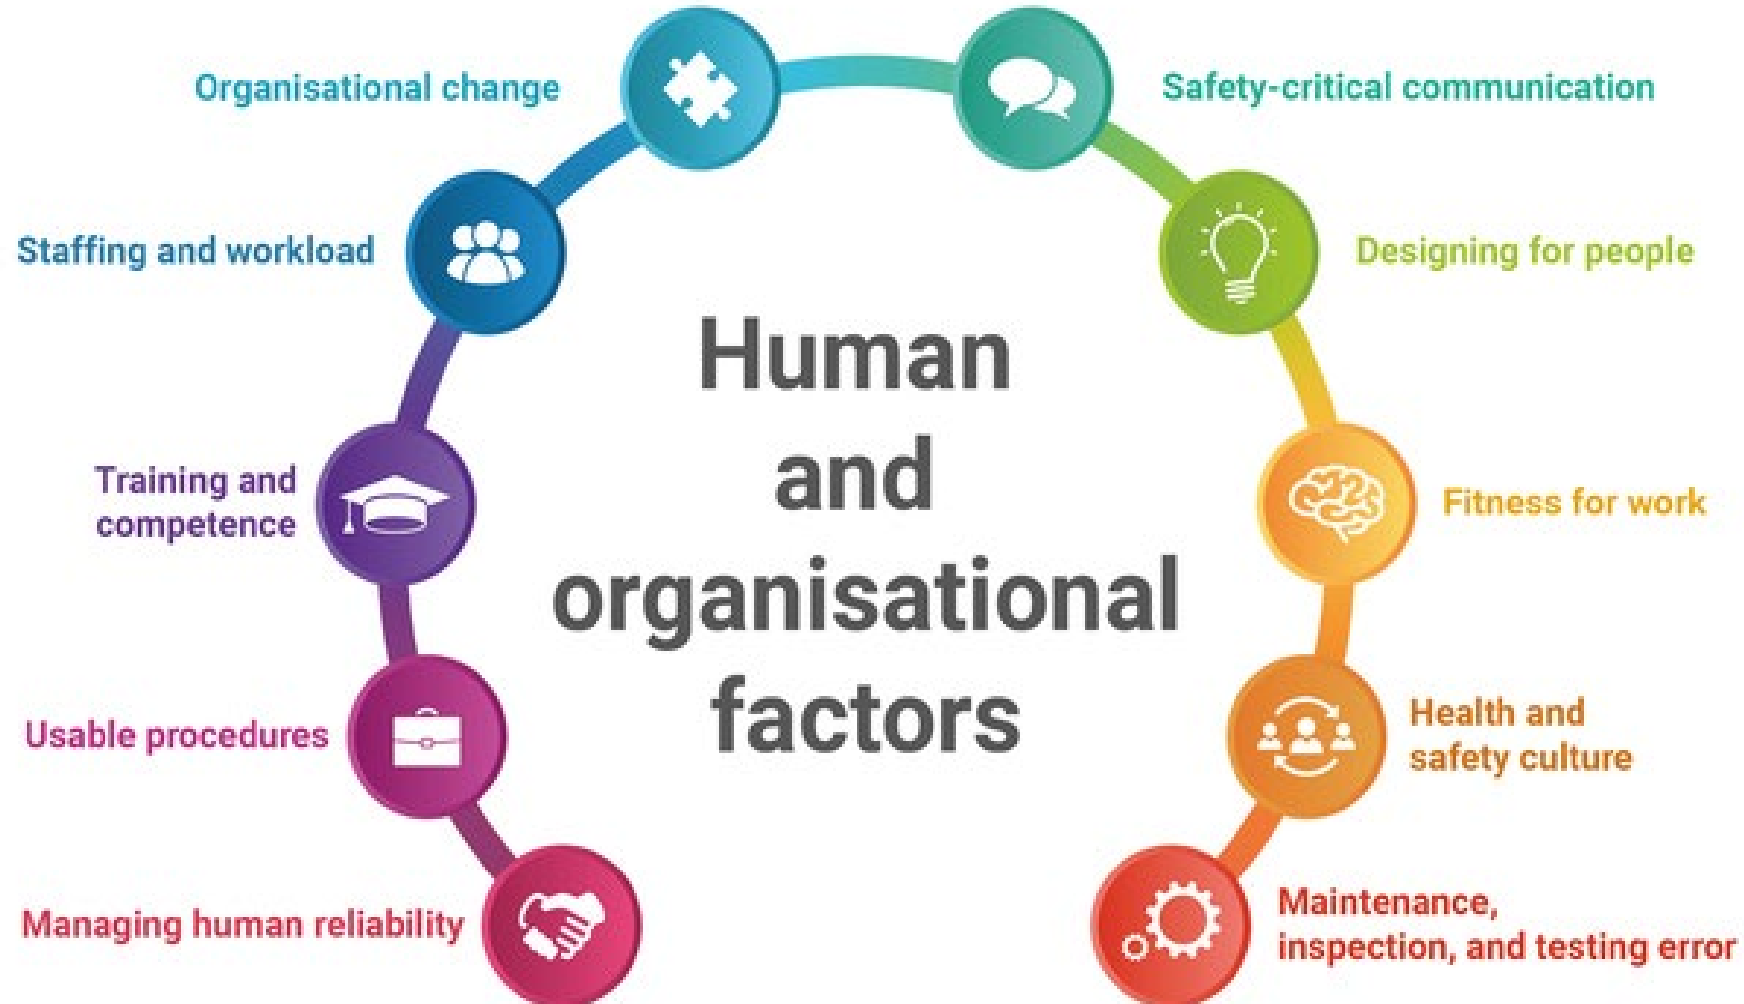 Organisational change
Safety-critical communication
Staffing and workload
Designing for people
Human
and
organisational
factors
Training and
competence
Fitness for work
Usable procedures
Health and
safety culture
Managing human reliability
Maintenance,
inspection, and testing error